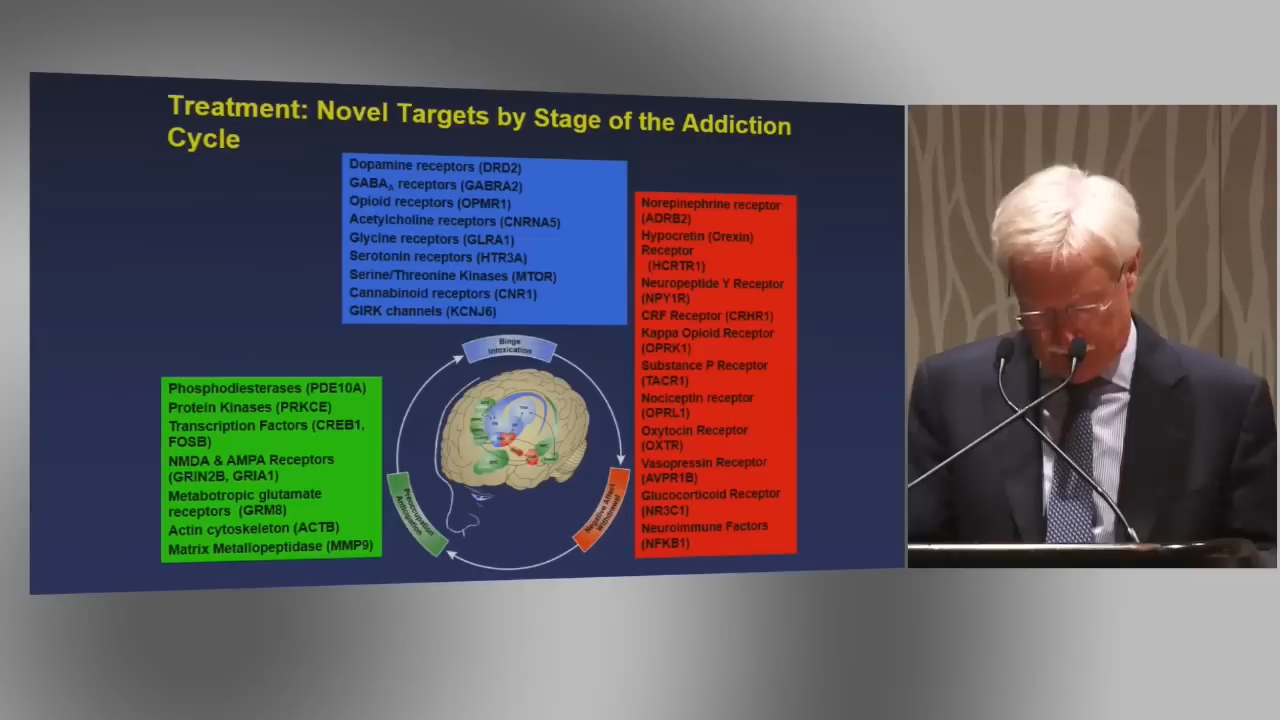 Treatment: Novel Targets by Stage of the Addiction
Cycle
Dopamine receptors (DRD2)
GABAA receptors (GABRA2)
Opioid receptors (OPMR1)
Acetylcholine receptors (CNRNA5)
Glycine receptors (GLRA1)
Serotonin receptors (HTR3A)
Serine/Threonine Kinases (MTOR)
Cannabinoid receptors (CNR1)
GIRK channels (KCNJ6)
Norepinephrine receptor
(ADRB2)
Hypocretin (Orexin)
Receptor
(HCRTR1)
Neuropeptide Y Receptor
(NPY1R)
CRF Receptor (CRHR1)
Kappa Opioid Receptor
(OPRK1)
Substance P Receptor
(TACR1)
Nociceptin receptor
(OPRL1)
Oxytocin Receptor
(OXTR)
Vasopressin Receptor
(AVPR1B)
Glucocorticoid Receptor
(NR3C1)
Neuroimmune Factors
(NFKB1)
Phosphodiesterases (PDE10A)
Protein Kinases (PRKCE)
Transcription Factors (CREB1,
FOSB)
NMDA & AMPA Receptors
(GRIN2B, GRIA1)
Metabotropic glutamate
receptors (GRM8)
Actin cytoskeleton (ACTB)
Matrix Metallopeptidase (MMP9)
Binge
Intoxication
Negative Affect
Withdrawal
Preoccupation
Anticipation